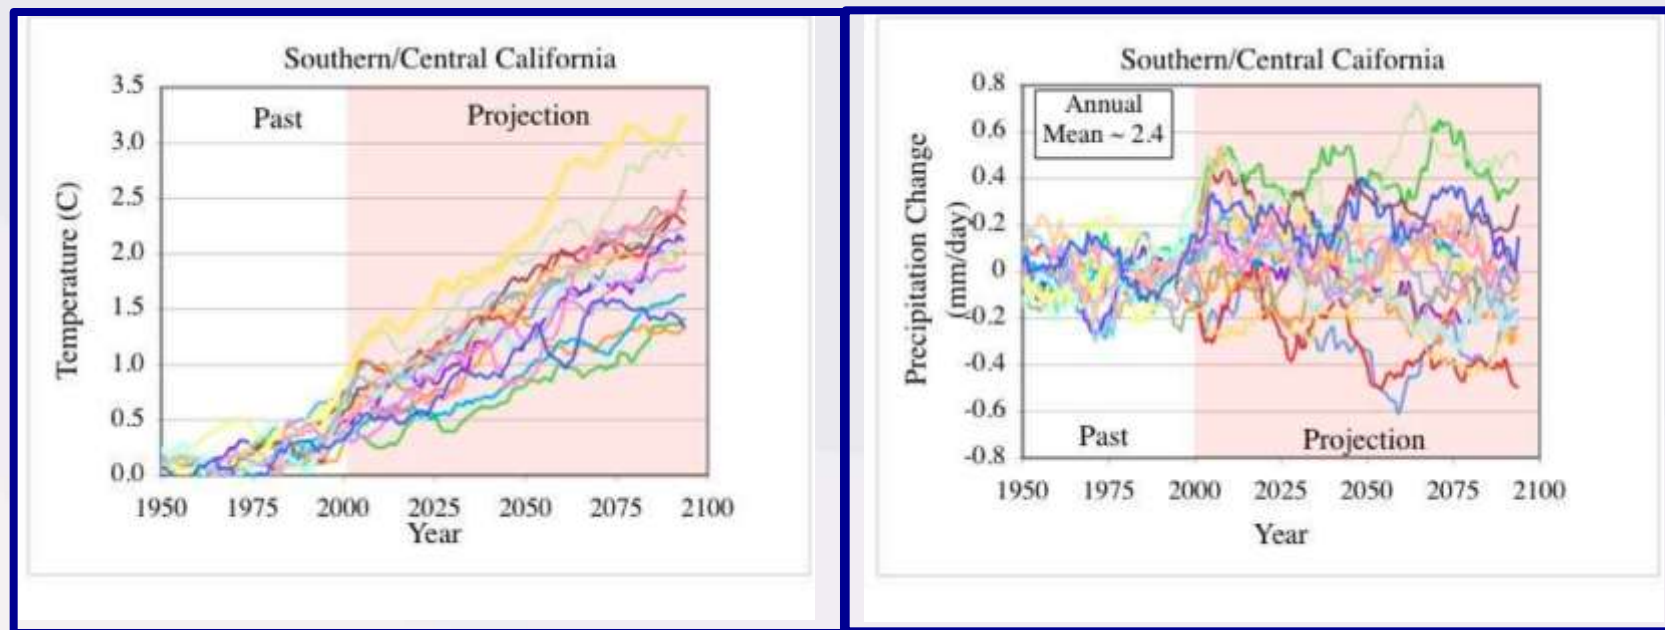 Southern/Central California
3.5
3.0
2.5
2.0
1.5
1.0
0.5
0.0
Temperature (C)
Past
Projection
1950 1975 2000 2025 2050 2075 2100
Year
Southern/Central Caifornia
0.8
0.6
0.4
0.2
0
-0.2
-0.4
-0.6
-0.8
Precipitation Change
(mm/day)
Annual
Mean ~ 2.4
Past
Projection
1950 1975 2000 2025 2050 2075 2100
Year